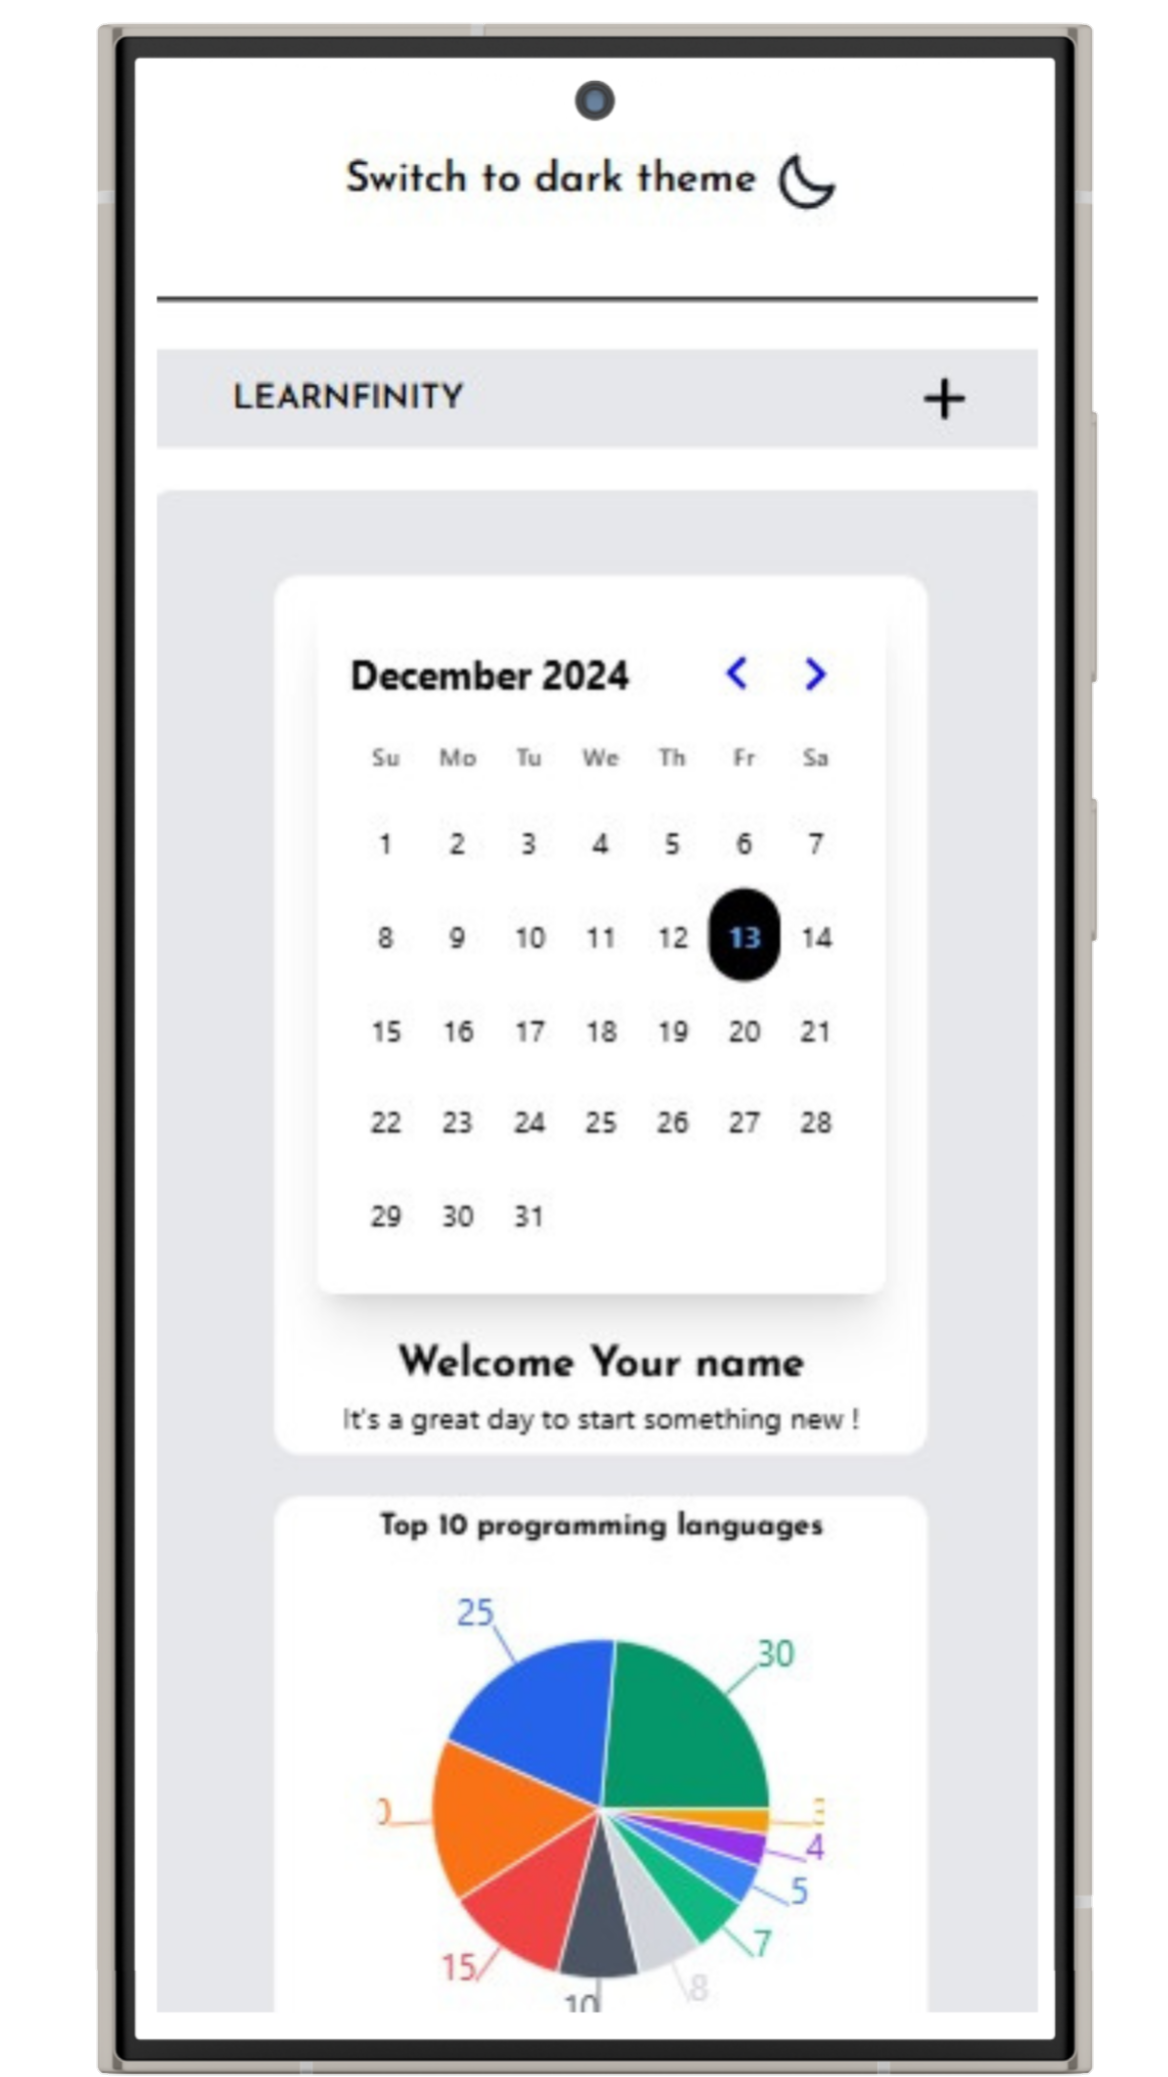 Switch to dark theme
LEARNFINITY
December 2024
Su Mo Tu We Th Fr Sa
1 2 3 4 5 6 7
8 9 10 11 12 13 14
15 16 17 18 19 20 21
22 23 24 25 26 27 28
29 30 31
Welcome Your name
It's a great day to start something new !
Top 10 programming languages
25
30
4
5
7
15
8
10